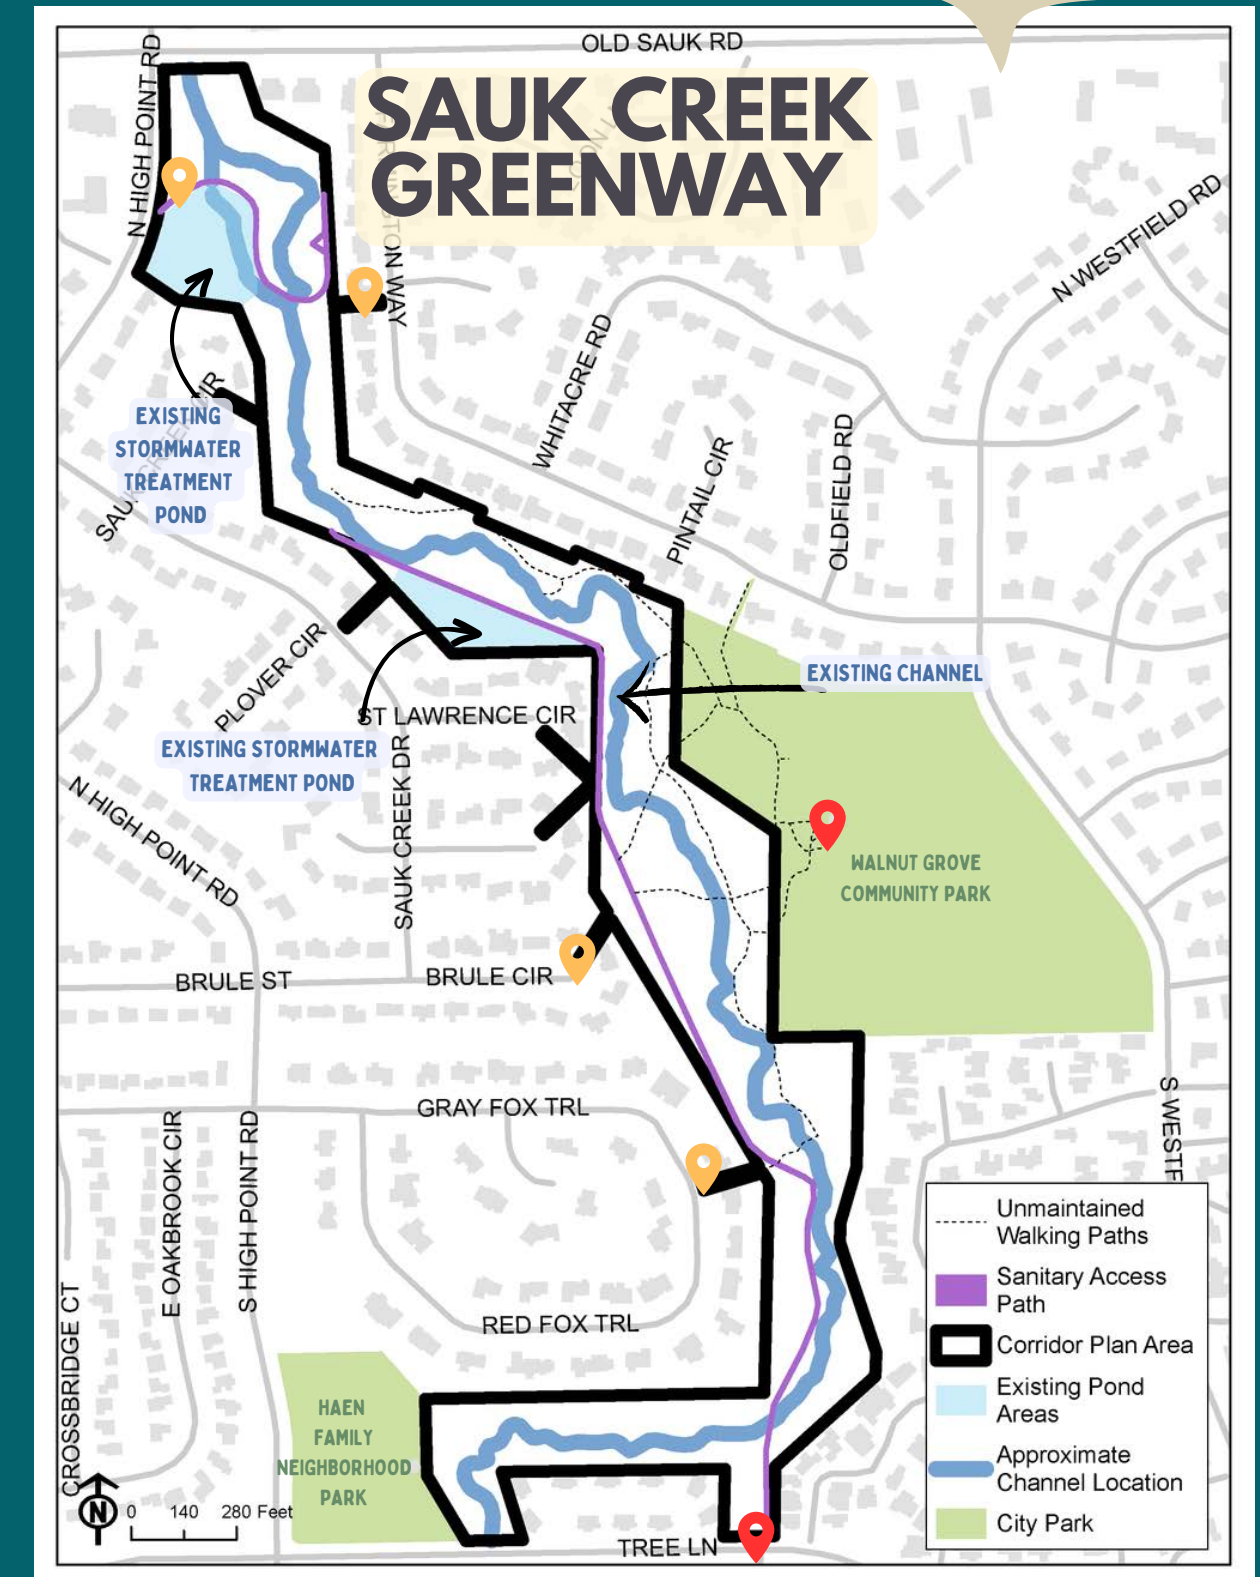 OLD SAUK RD
N HIGH POINT RD
SAUK CREEK
GREENWAY
N WESTFIELD RD
WHITACRE RD
PINTAIL CIR
OLDFIELD RD
EXISTING
STORMWATER
TREATMENT
POND
PLOVER CIR
EXISTING CHANNEL
ST LAWRENCE CIR
EXISTING STORMWATER
TREATMENT POND
SAUK CREEK DR
N HIGH POINT RD
WALNUT GROVE
COMMUNITY PARK
BRULE ST
BRULE CIR
GRAY FOX TRL
E OAKBROOK CIR
S HIGH POINT RD
RED FOX TRL
CROSSBRIDGE CT
HAEN
FAMILY
NEIGHBORHOOD
PARK
TREE LN
N
0 140 280 Feet
Unmaintained
Walking Paths
Sanitary Access
Path
Corridor Plan Area
Existing Pond
Areas
Approximate
Channel Location
City Park